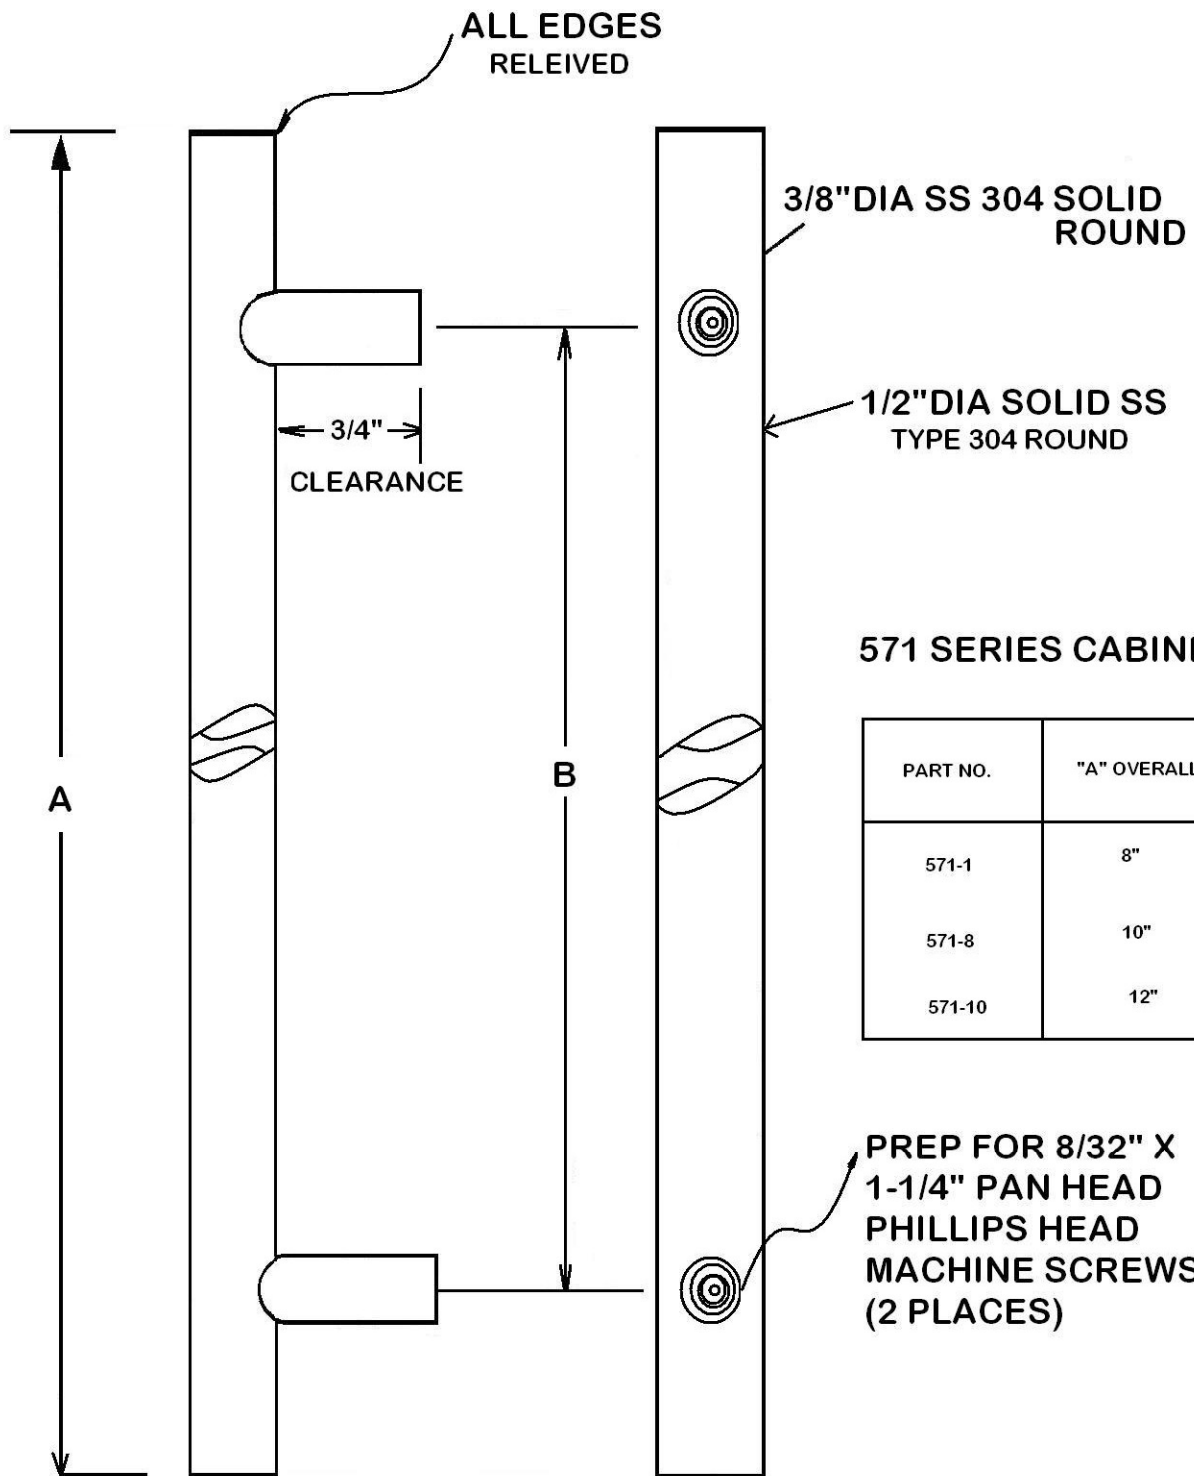 ALL EDGES
RELEIVED
3/8"DIA SS 304 SOLID
ROUND
1/2"DIA SOLID SS
TYPE 304 ROUND
3/4"
CLEARANCE
571 SERIES
A
B
PART NO. "A" OVERALL
571-1 8"
571-8 10"
571-10 12"
PREP FOR 8/32" X
1-1/4" PAN HEAD
PHILLIPS HEAD
MACHINE SCREWS
(2 PLACES)